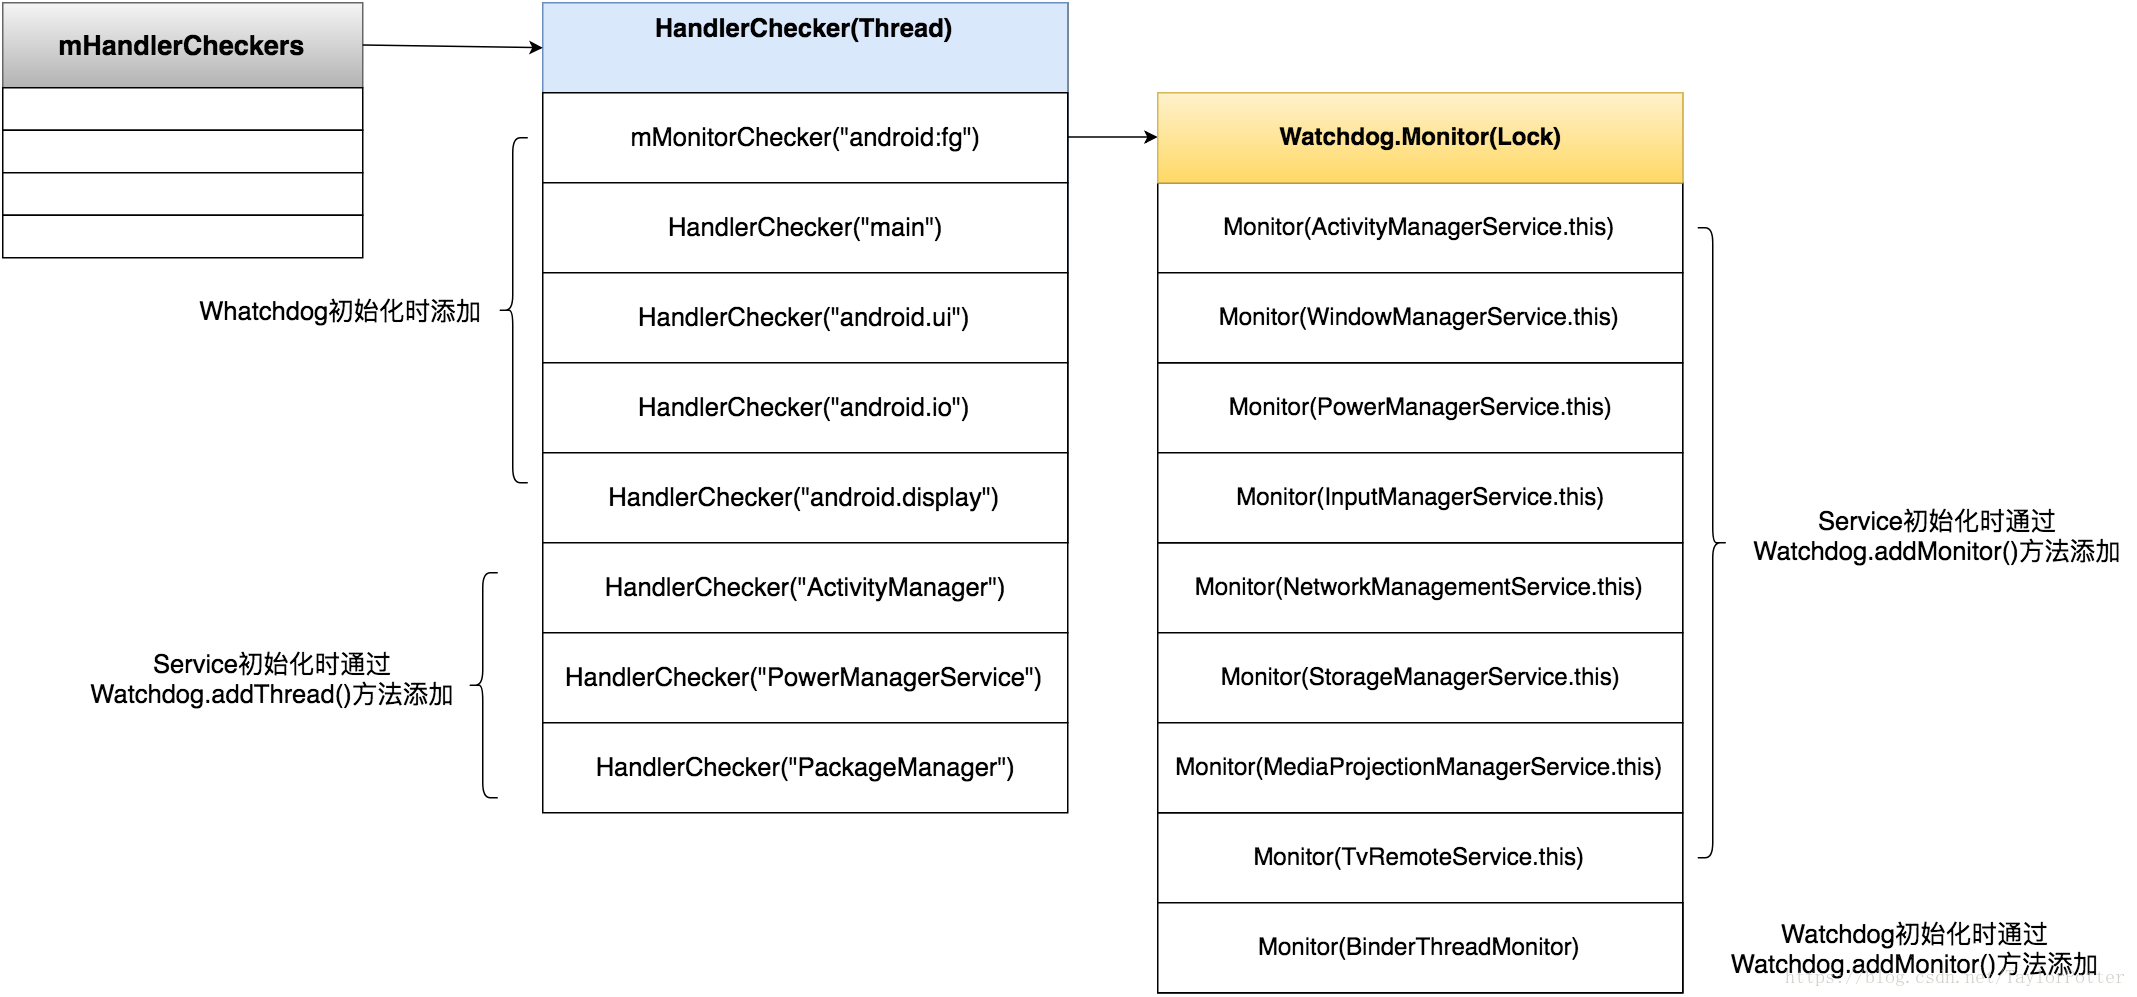 mHandlerCheckers
HandlerChecker(Thread)
mMonitorChecker("android:fg")
HandlerChecker("main")
HandlerChecker("android.ui")
HandlerChecker("android.io")
HandlerChecker("android.display")
HandlerChecker("ActivityManager")
HandlerChecker("PowerManagerService")
HandlerChecker("PackageManager")
Whatchdog初始化时添加
Service初始化时通过
Watchdog.addThread()方法添加
Watchdog.Monitor(Lock)
Monitor(ActivityManagerService.this)
Monitor(WindowManagerService.this)
Monitor(PowerManagerService.this)
Monitor(InputManagerService.this)
Monitor(NetworkManagementService.this)
Monitor(StorageManagerService.this)
Monitor(MediaProjectionManagerService.this)
Monitor(TvRemoteService.this)
Monitor(BinderThreadMonitor)
Service初始化时通过
Watchdog.addMonitor()方法添加
Watchdog初始化时通过
Watchdog.addMonitor()方法添加
https://blog.csdn.net/TaylorPotter